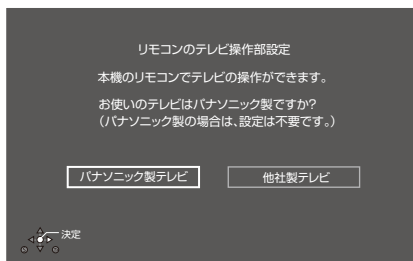 リモコンのテレビ操作部設定
本機のリモコンでテレビの操作ができます。
お使いのテレビはパナソニック製ですか?
(パナソニック製の場合は、設定は不要です。)
パナソニック製テレビ
他社製テレビ
決定